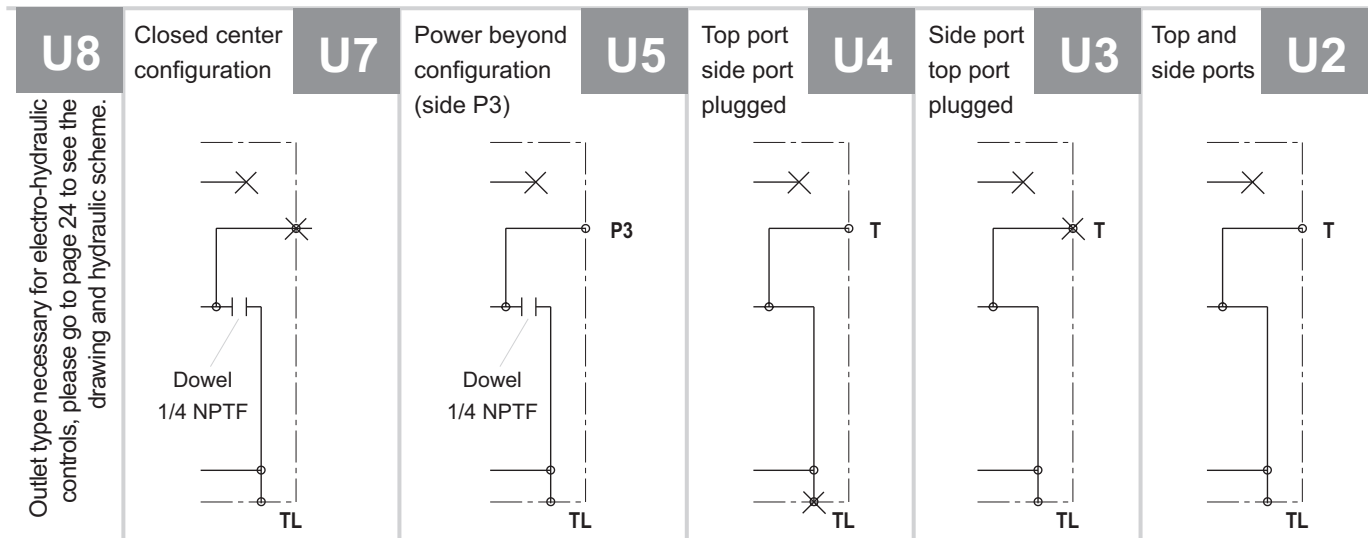 U8
Outlet type necessary for electro-hydraulic
controls, please go to page 24 to see the
drawing and hydraulic scheme.
Closed center
configuration
U7
Dowel
1/4 NPTF
TL
Power beyond
configuration
(side P3)
U5
P3
Dowel
1/4 NPTF
TL
Top port
side port
plugged
U4
T
TL
Side port
top port
plugged
U3
T
TL
Top and
side ports
U2
T
TL